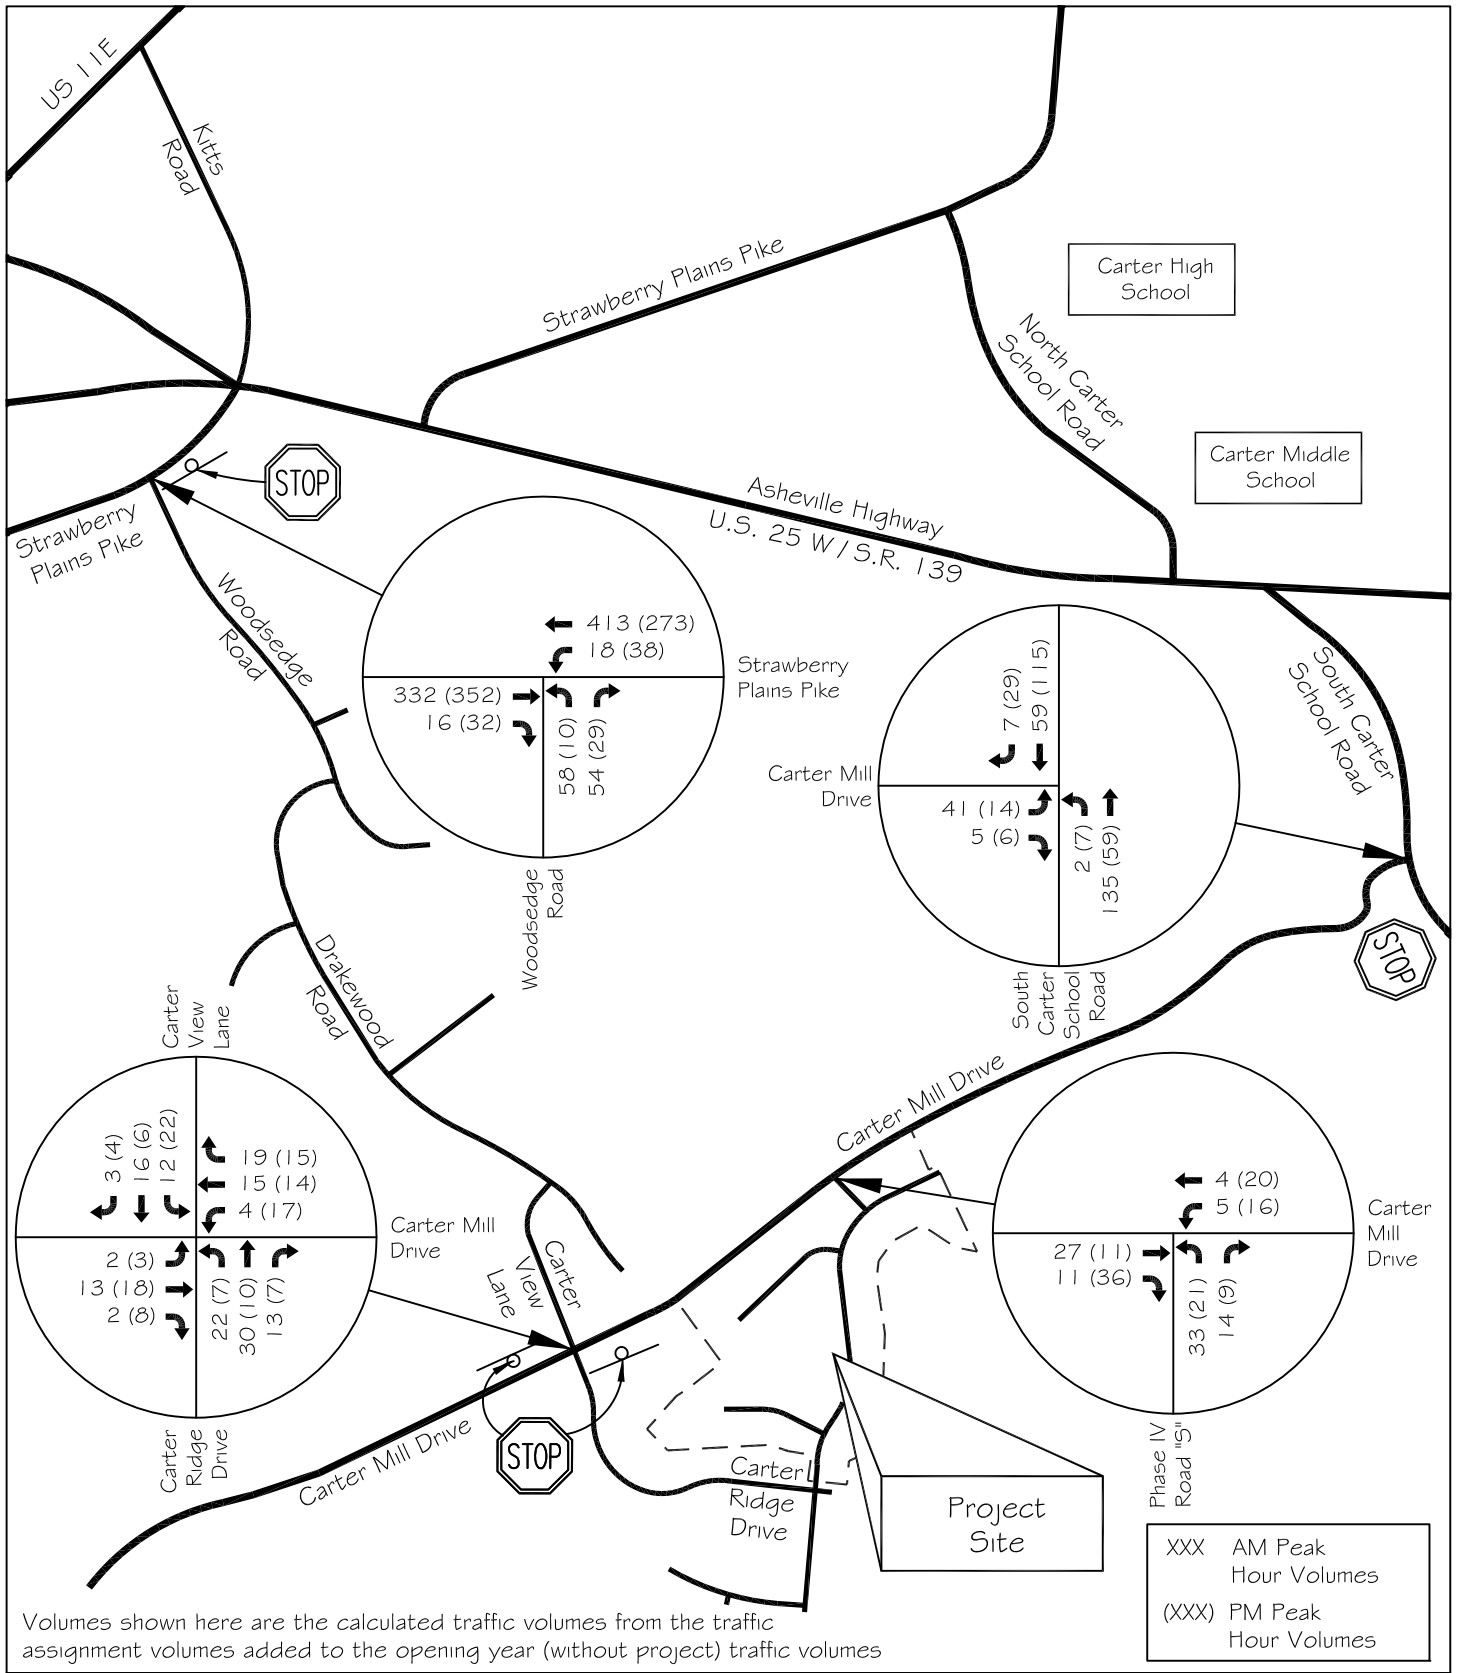 US 11E
Kitts
Road
Strawberry Plains Pike
Carter High
School
North Carter
School Road
Carter Middle
School
STOP
Asheville Highway
U.S. 25 W / S.R. 139
Strawberry
Plains Pike
Woodsedge
Road
413 (273)
18 (38)
332 (352)
16 (32)
58 (10)
54 (29)
Strawberry
Plains Pike
Woodsedge
Road
7 (29)
59 (115)
Carter Mill
Drive
41 (14)
5 (6)
2 (7)
135 (59)
South
Carter
School
Road
South Carter
School Road
STOP
Drakewood
Road
Carter
View
Lane
3 (4)
16 (6)
12 (22)
19 (15)
15 (14)
4 (17)
Carter Mill
Drive
2 (3)
13 (18)
2 (8)
22 (7)
30 (10)
13 (7)
Carter
Ridge
Drive
Carter Mill Drive
4 (20)
5 (16)
Carter
Mill
Drive
27 (11)
11 (36)
33 (21)
14 (9)
Phase IV
Road "S"
Carter
View
Lane
STOP
Carter Mill Drive
Carter
Ridge
Drive
Project
Site
XXX AM Peak
Hour Volumes
(XXX) PM Peak
Hour Volumes
Volumes shown here are the calculated traffic volumes from the traffic
assignment volumes added to the opening year (without project) traffic volumes